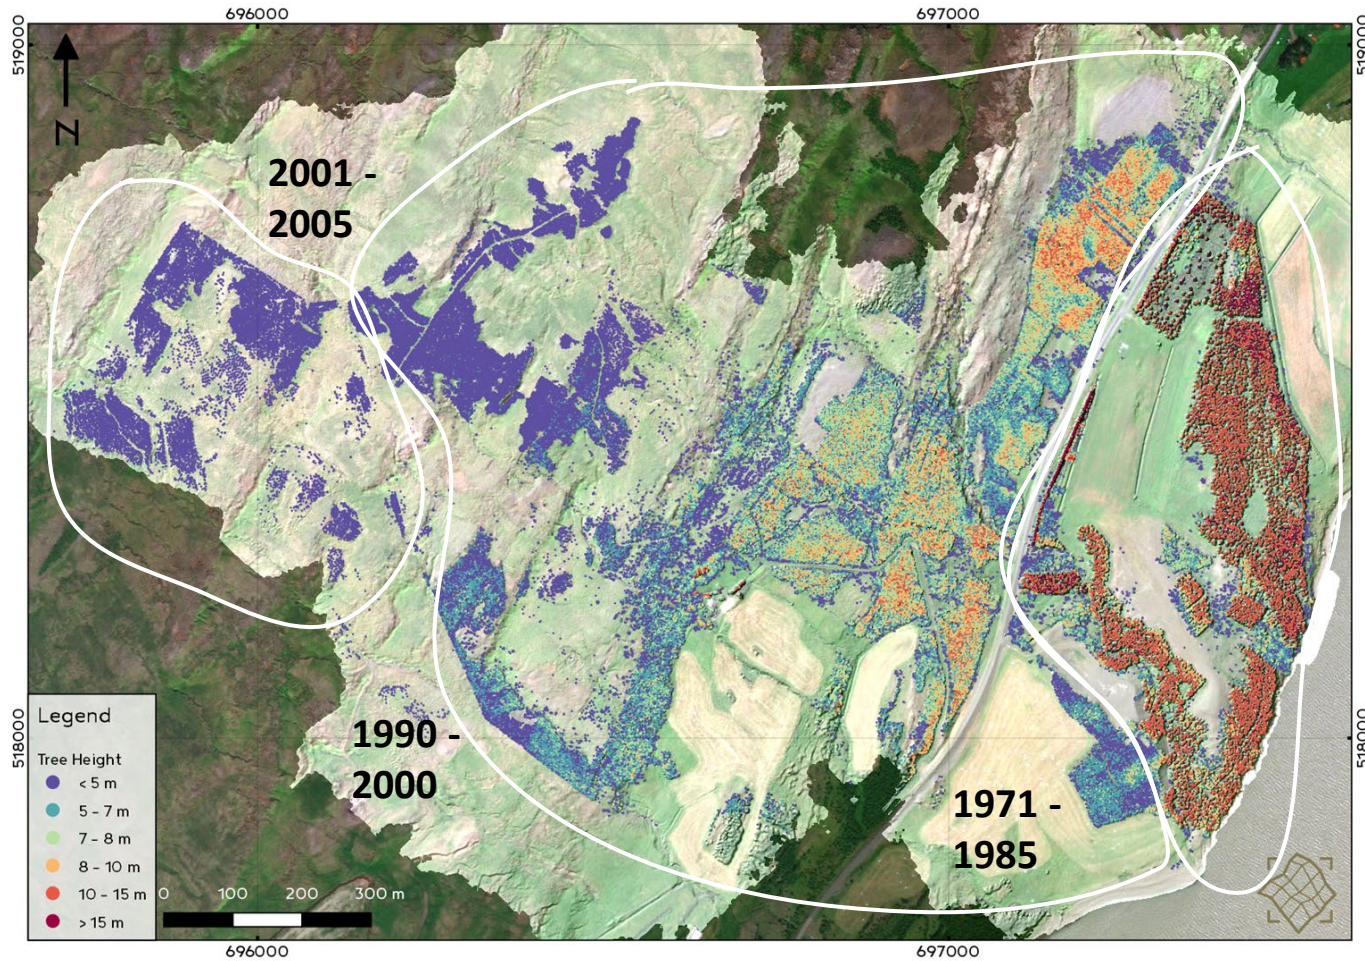 696000
697000
519000
519000
N
2001 -
2005
1990 -
2000
1971 -
1985
518000
518000
Legend
Tree Height
< 5 m
5 - 7 m
7 - 8 m
8 - 10 m
10 - 15 m
> 15 m
0 100 200 300 m
696000
697000